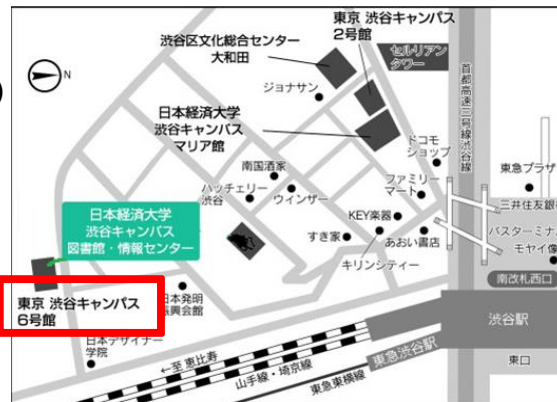 東京 渋谷キャンパス
2号館
渋谷区文化総合センター
大和田
セルリアン
タワー
首都高速三号線渋谷線
N
ジョナサン
日本経済大学
渋谷キャンパス
マリア館
ドコモ
ショップ
東急プラザ
南国酒家
ファミリー
マート
三井住友銀行
ハッチェリー
渋谷
ウィンザー
日本経済大学
渋谷キャンパス
図書館・情報センター
KEY楽器
バスターミナル
すき家
あおい書店
モヤイ像
キリンシティー
南改札西口
東京 渋谷キャンパス
6号館
日本発明
振興会館
渋谷駅
日本デザイナー
学院
←至 恵比寿
東急渋谷駅
山手線・埼京線
東口
東急東横線